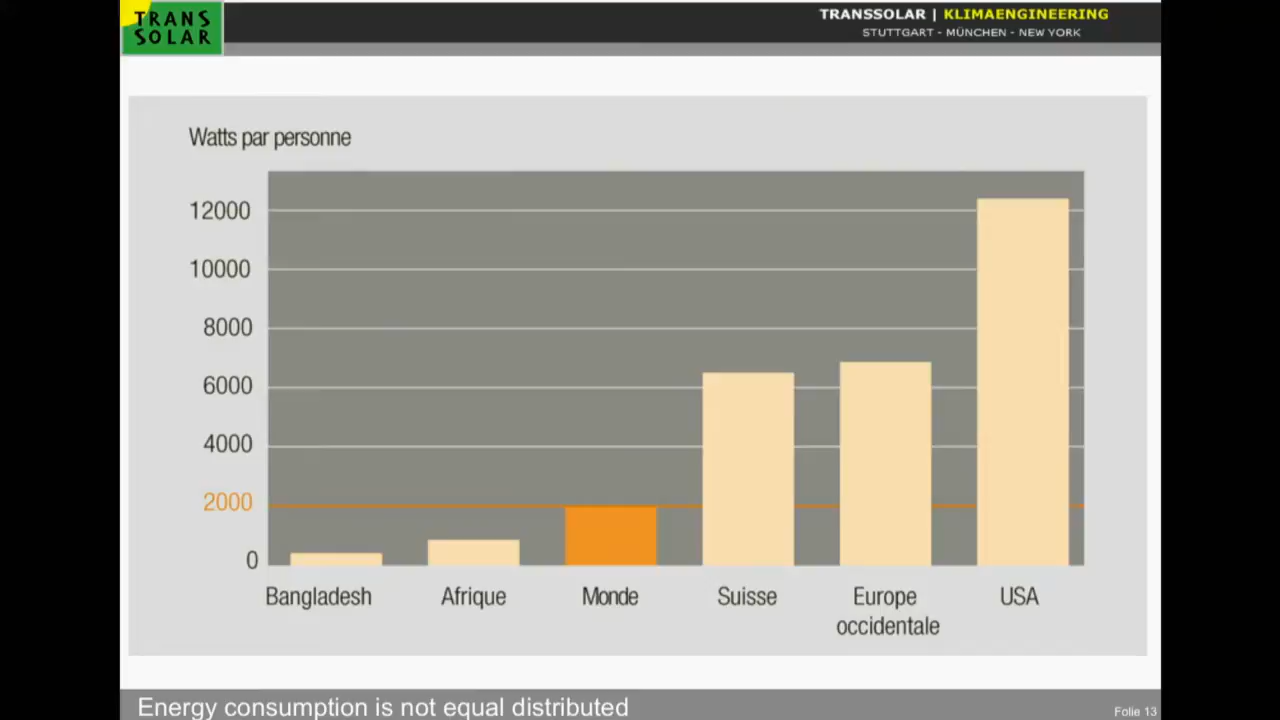 TRANS
SOLAR
TRANSSOLAR | KLIMAENGINEERING
STUTTGART - MÜNCHEN - NEW YORK
Watts par personne
12000
10000
8000
6000
4000
2000
0
Bangladesh
Afrique
Monde
Suisse
Europe
occidentale
USA
Energy consumption is not equal distributed
Folie 13